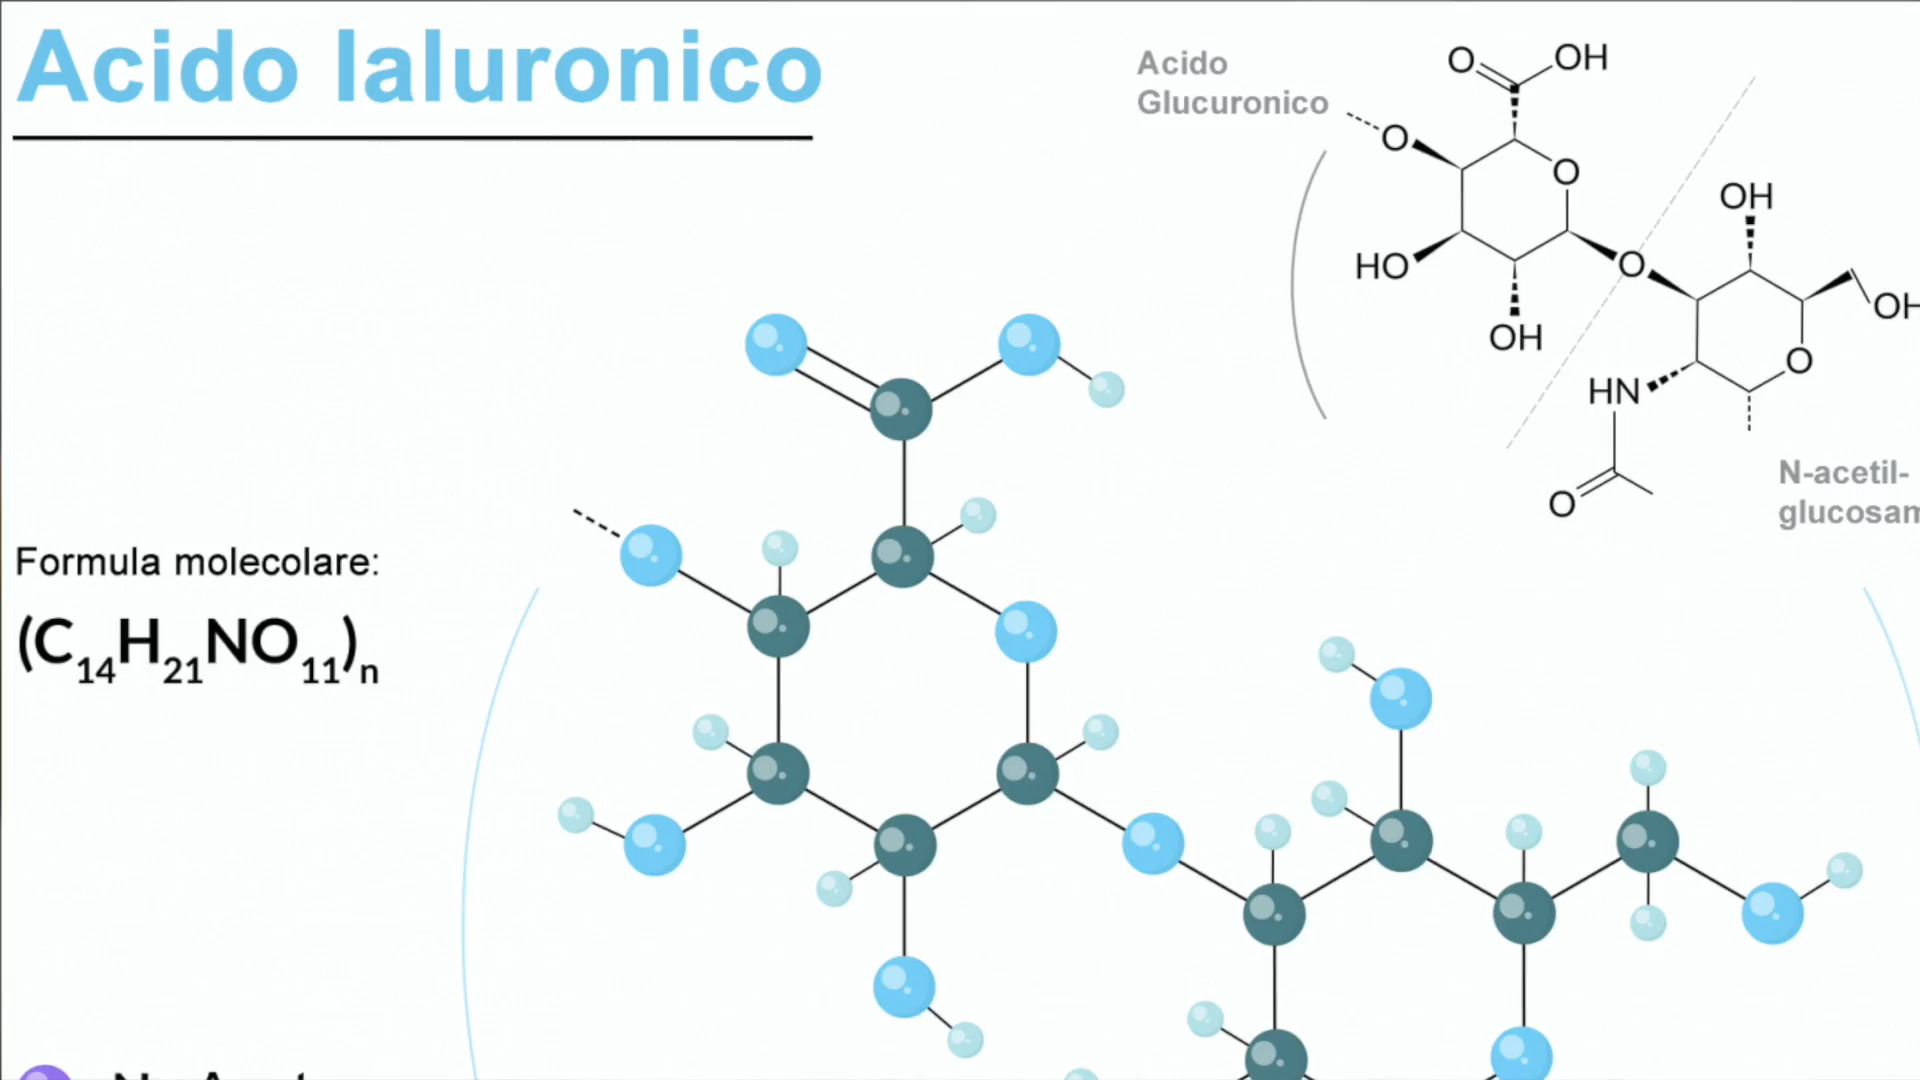 Acido Ialuronico
Acido
Glucuronico
O
OH
O
O
OH
HO
O
OH
OH
O
HN
O
N-acetil-
Formula molecolare:
(C14H21NO11)n